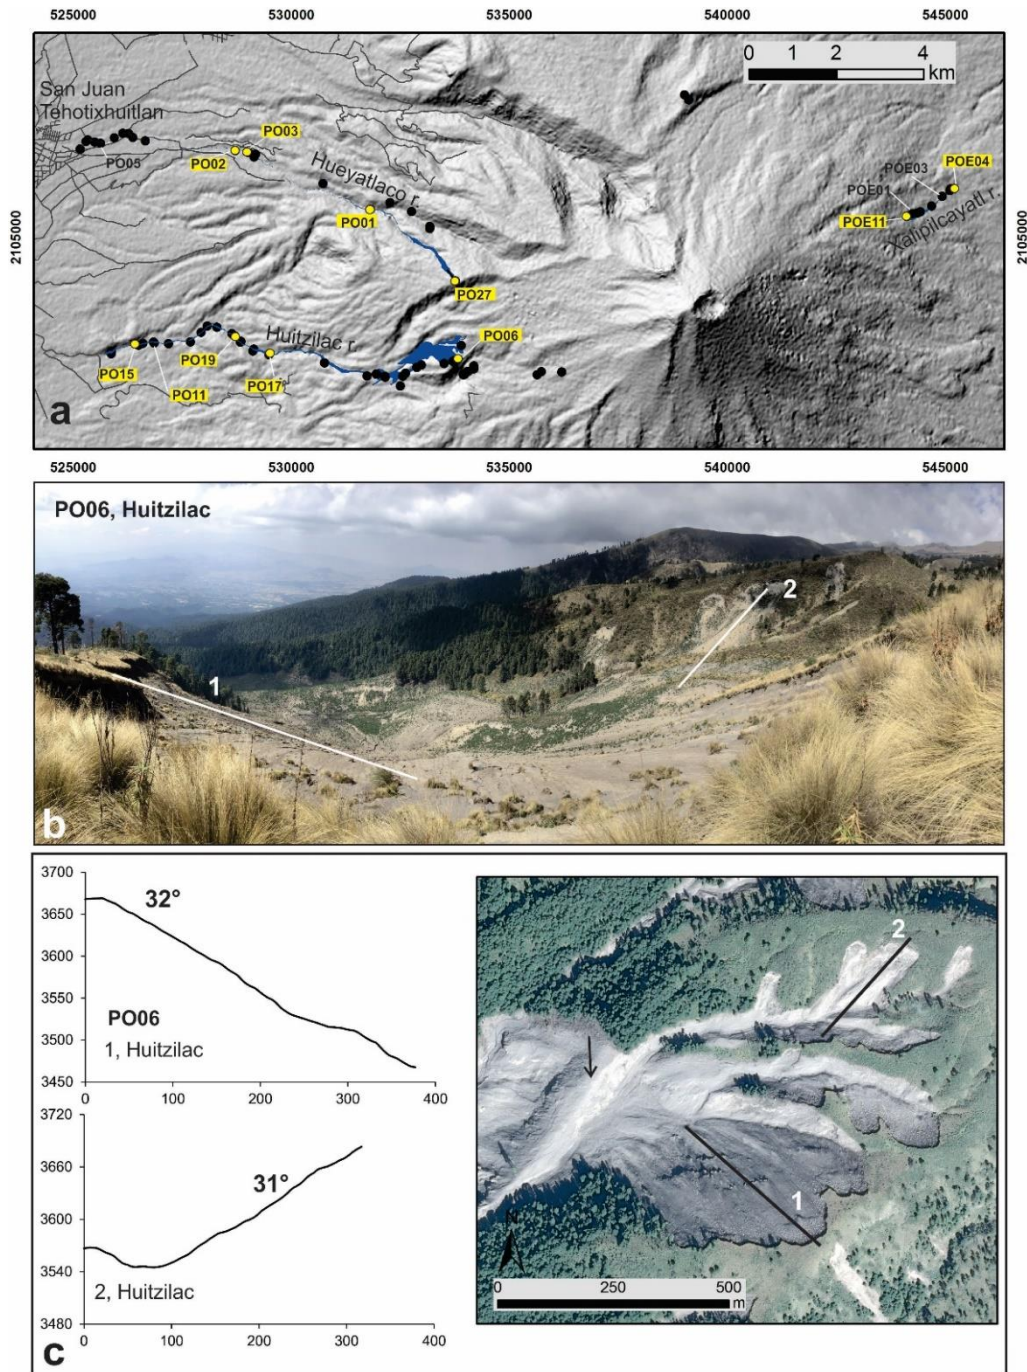 525000 530000 535000 540000 545000
0 1 2 4
km
San Juan
Tehotixhuitlan
PO05
PO02
PO03
Hueyatlaco r.
PO01
PO27
POE03
POE04
POE01
POE11
Xalipilcayatl r.
2105000
2105000
Huitzilac r.
PO06
PO15
PO19
PO11
PO17
a
525000 530000 535000 540000 545000
PO06, Huitzilac
1
2
b
3700
3650
3600
3550
3500
3450
32°
PO06
1, Huitzilac
0 100 200 300 400
3720
3660
3600
3540
3480
31°
2, Huitzilac
0 100 200 300 400
c
2
1
N
0 250 500
m